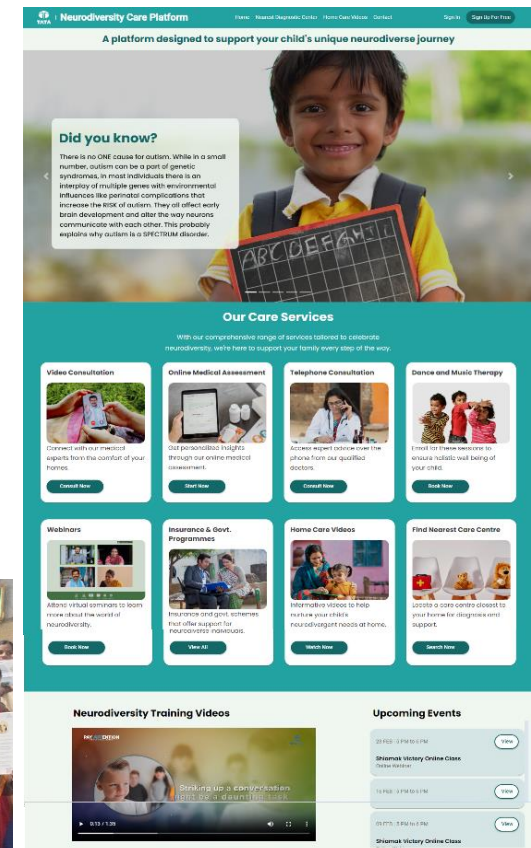 TATA
Neurodiversity Care Platform
Home Nearest Diagnostic Center Home Care Videos Contact
Sign In Sign Up For Free
A platform designed to support your child's unique neurodiverse journey
Did you know?
There is no ONE cause for autism. While in a small
number, autism can be a part of genetic
syndromes, in most individuals there is an
interplay of multiple genes with environmental
influences like perinatal complications that
increase the RISK of autism. They all affect early
brain development and alter the way neurons
communicate with each other. This probably
explains why autism is a SPECTRUM disorder.
ABCDEFGHI
Our Care Services
With our comprehensive range of services tailored to celebrate
neurodiversity, we're here to support your family every step of the way.
Video Consultation
Connect with our medical
experts from the comfort of your
homes.
Consult Now
Online Medical Assessment
Get personalized insights
through our online medical
assessment.
Start Now
Telephone Consultation
Access expert advice over the
phone from our qualified
doctors.
Consult Now
Dance and Music Therapy
Enroll for these sessions to
ensure holistic well being of
your child.
Book Now
Webinars
Attend virtual seminars to learn
more about the world of
neurodiversity.
Book Now
Insurance & Govt.
Programmes
Insurance and govt. schemes
that offer support for
neurodiverse individuals.
View All
Home Care Videos
Informative videos to help
nurture your child's
neurodivergent needs at home.
Watch Now
Find Nearest Care Centre
Locate a care centre closest to
your home for diagnosis and
support.
Search Now
Neurodiversity Training Videos
Striking up a conversation
might be a daunting task
0:13 / 1:35
Upcoming Events
View
Shiamak Victory Online Class
Online Webinar
View
View
Shiamak Victory Online Class